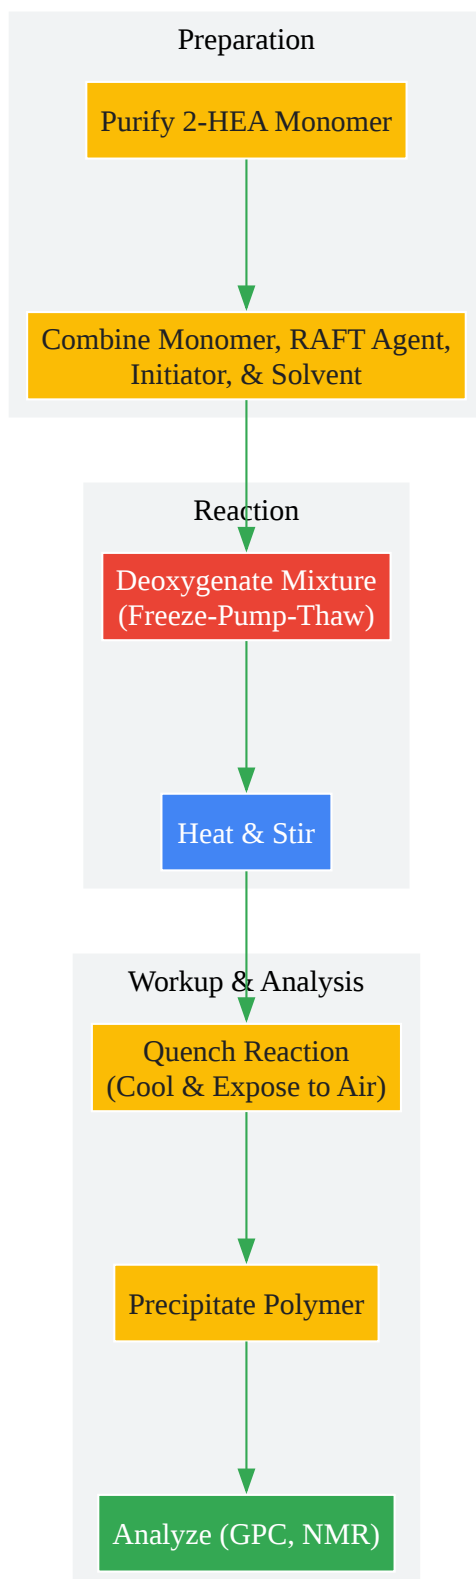 Preparation
Purify 2-HEA Monomer
Combine Monomer, RAFT Agent,
Initiator, & Solvent
Reaction
Deoxygenate Mixture
(Freeze-Pump-Thaw)
Heat & Stir
Workup & Analysis
Quench Reaction
(Cool & Expose to Air)
Precipitate Polymer
Analyze (GPC, NMR)